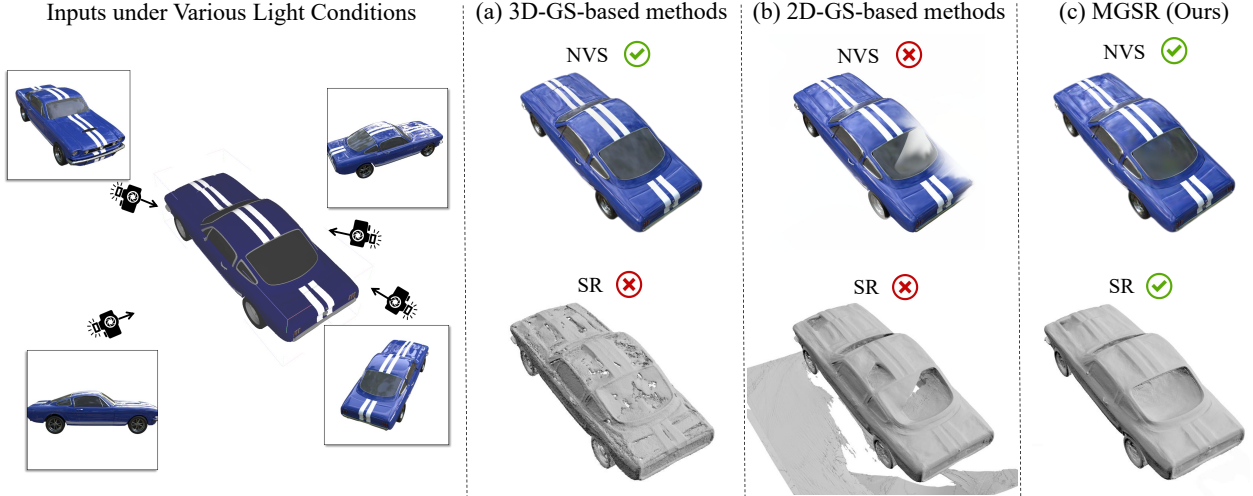 Inputs under Various Light Conditions
(a) 3D-GS-based methods
NVS
SR
(b) 2D-GS-based methods
NVS
SR
(c) MGSR (Ours)
NVS
SR